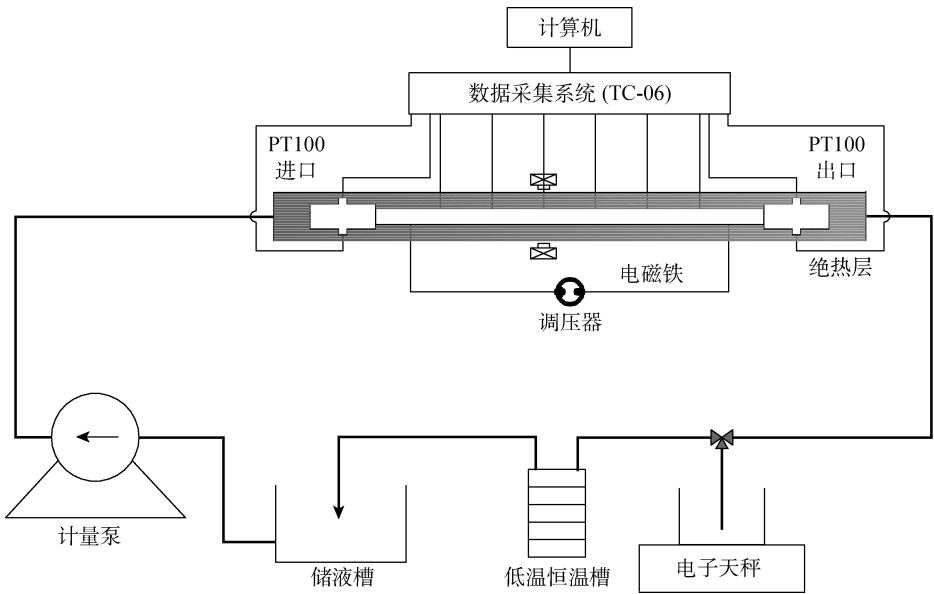 计算机
数据采集系统 (TC-06)
PT100
进口
PT100
出口
绝热层
电磁铁
调压器
计量泵
储液槽
低温恒温槽
电子天秤